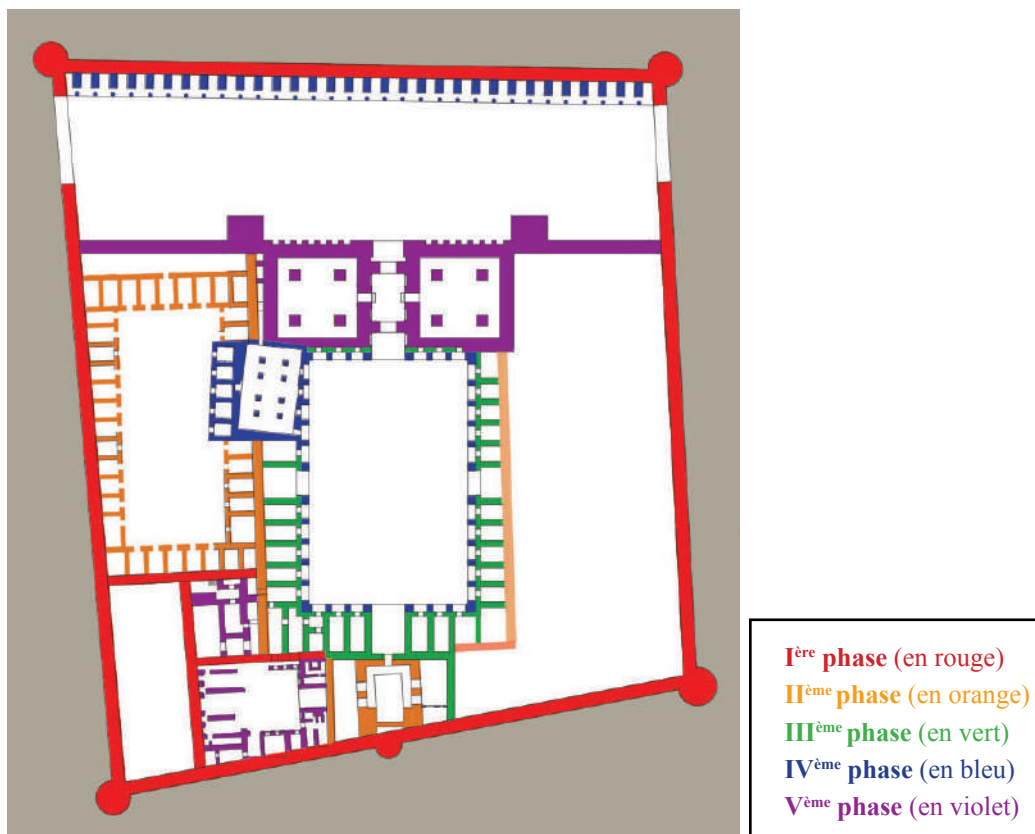 Ière phase (en rouge)
IIème phase (en orange)
IIIème phase (en vert)
IVème phase (en bleu)
Vème phase (en violet)